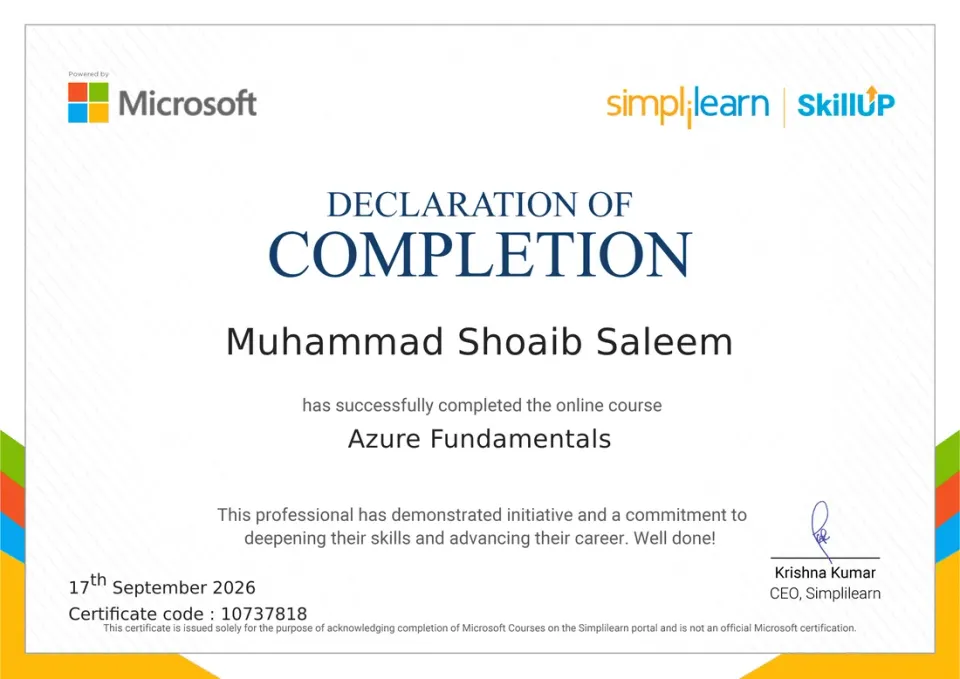 Powered by
Microsoft
simplilearn | SkillUP
DECLARATION OF
COMPLETION
Muhammad Shoaib Saleem
has successfully completed the online course
Azure Fundamentals
This professional has demonstrated initiative and a commitment to
deepening their skills and advancing their career. Well done!
Krishna Kumar
CEO, Simplilearn
17th September 2026
Certificate code : 10737818
This certificate is issued solely for the purpose of acknowledging completion of Microsoft Courses on the Simplilearn portal and is not an official Microsoft certification.